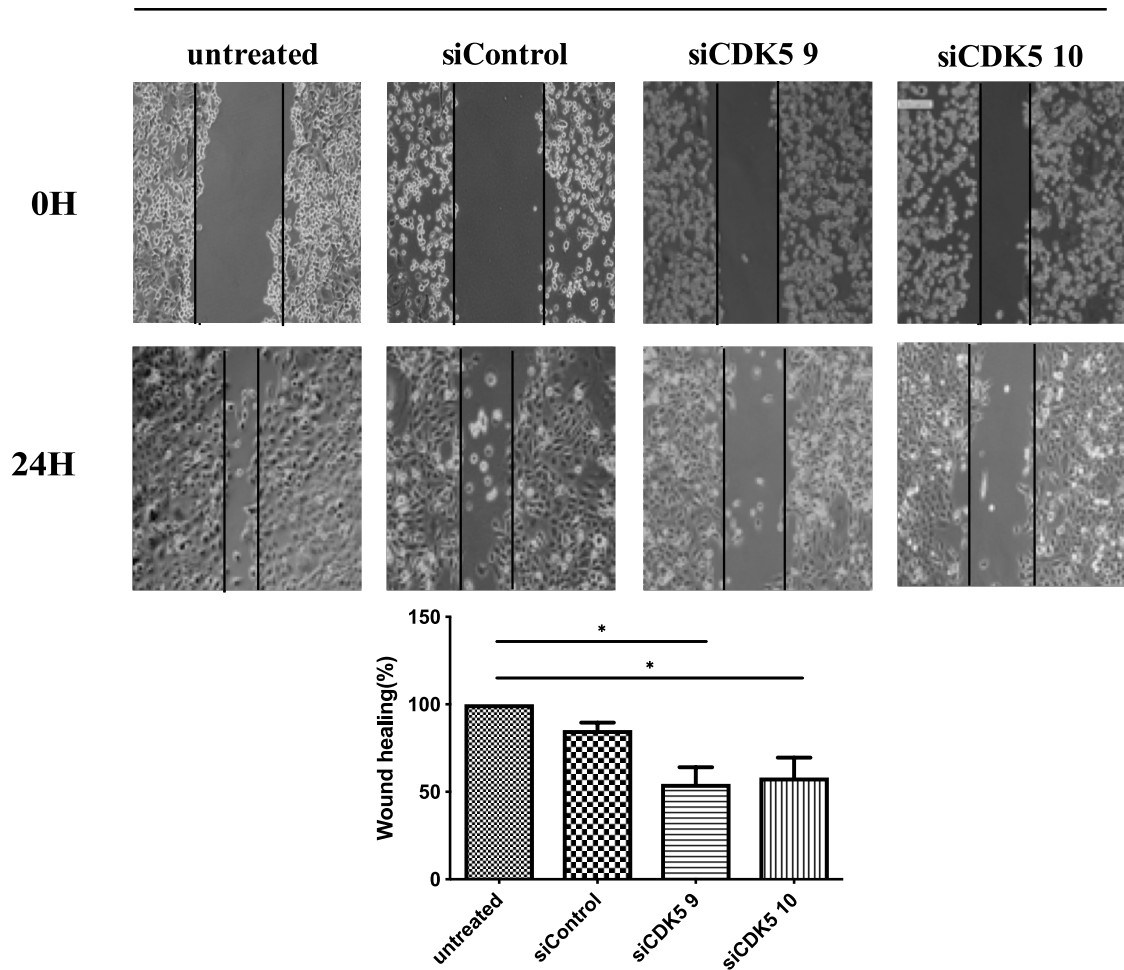 untreated siControl siCDK5 9 siCDK5 10
0H
24H
150
100
50
0
Wound healing(%)
*
*
untreated siControl siCDK5 9 siCDK5 10